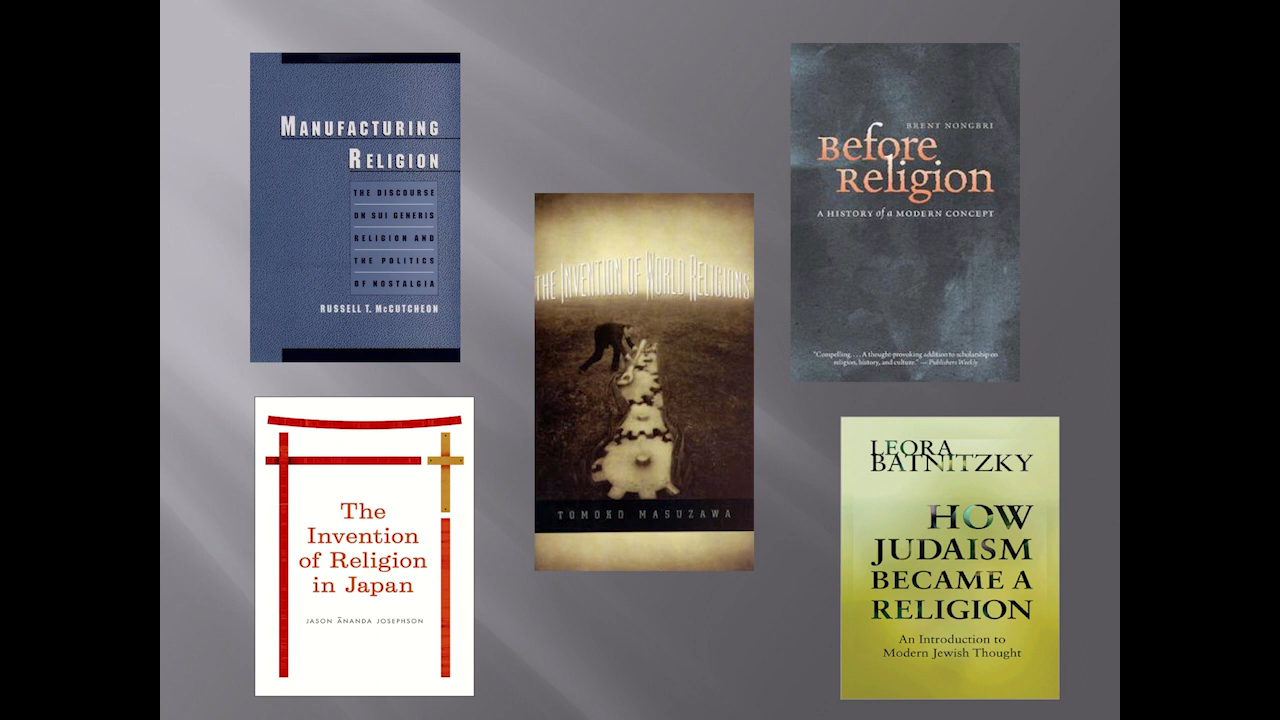 MANUFACTURING
RELIGION
THE DISCOURSE
ON SUI GENERIS
RELIGION AND
THE POLITICS
OF NOSTALGIA
RUSSELL T. McCUTCHEON
BRENT NONGBRI
Before
Religion
A HISTORY of a MODERN CONCEPT
"Compelling. . . . A thought-provoking addition to scholarship on
religion, history, and culture." — Publishers Weekly
THE INVENTION OF WORLD RELIGIONS
TOMOKO MASUZAWA
The
Invention
of Religion
in Japan
JASON ĀNANDA JOSEPHSON
LEORA
BATNITZKY
HOW
JUDAISM
BECAME A
RELIGION
An Introduction to
Modern Jewish Thought